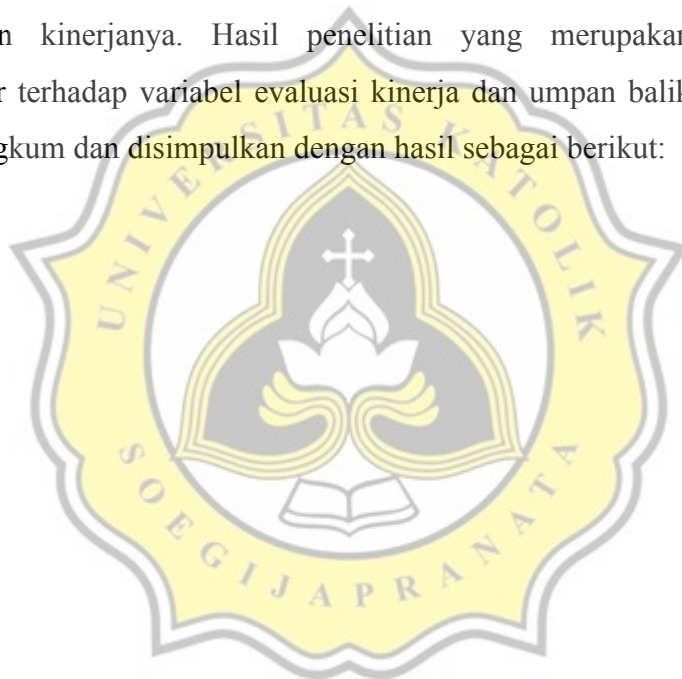 n kinerjanya. Hasil penelitian yang merupakan
r terhadap variabel evaluasi kinerja dan umpan balik
gkum dan disimpulkan dengan hasil sebagai berikut:
UNIVERSITAS KATOLIK
SOEGIJAPRANATA